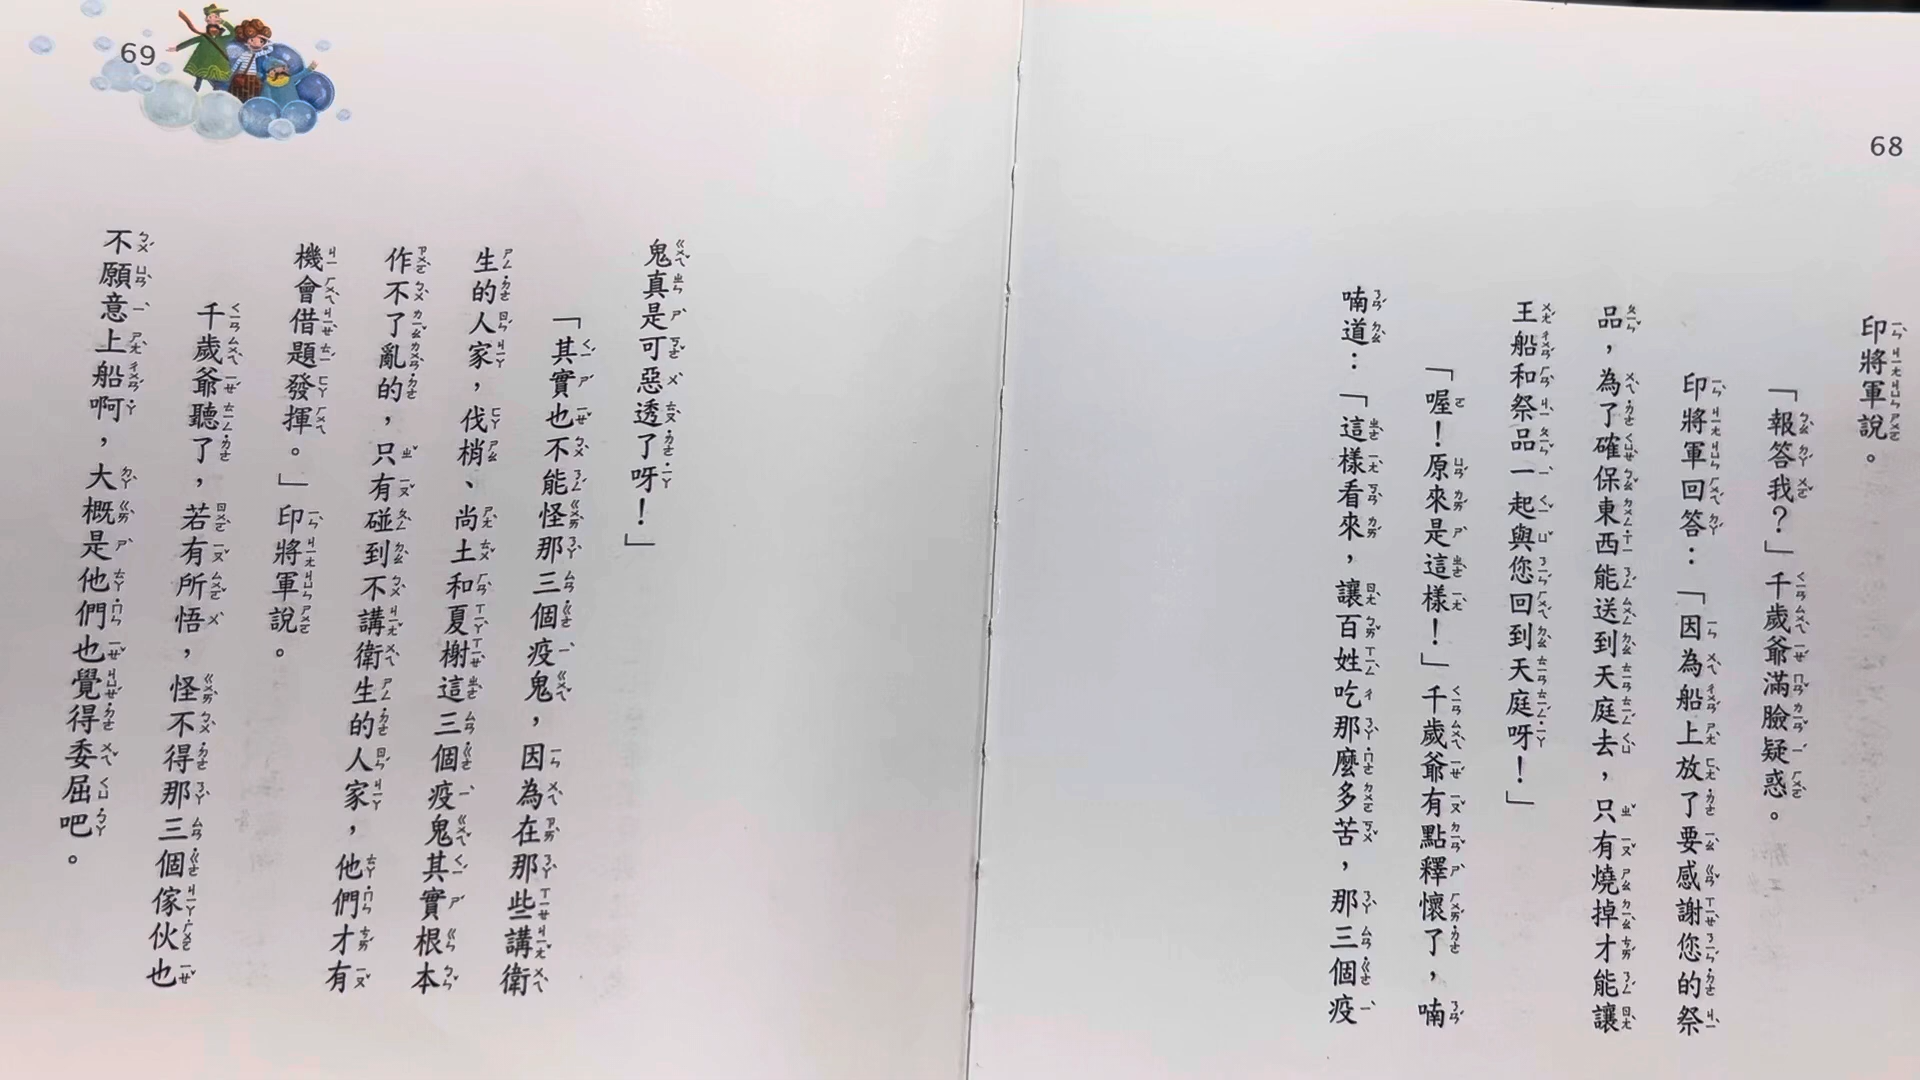 68
印將軍說。
「報答我？」千歲爺滿臉疑惑。
印將軍回答：「因為船上放了要感謝您的祭
品，為了確保東西能送到天庭去，只有燒掉才能讓
王船和祭品一起與您回到天庭呀！」
「喔！原來是這樣！」千歲爺有點釋懷了，喃
喃道：「這樣看來，讓百姓吃那麼多苦，那三個疫
鬼真是可惡透了呀！」
「其實也不能怪那三個疫鬼，因為在那些講衛
生的人家，伐梢、尚土和夏榭這三個疫鬼其實根本
作不了亂的，只有碰到不講衛生的人家，他們才有
機會借題發揮。」印將軍說。
千歲爺聽了，若有所悟，怪不得那三個傢伙也
不願意上船啊，大概是他們也覺得委屈吧。
69